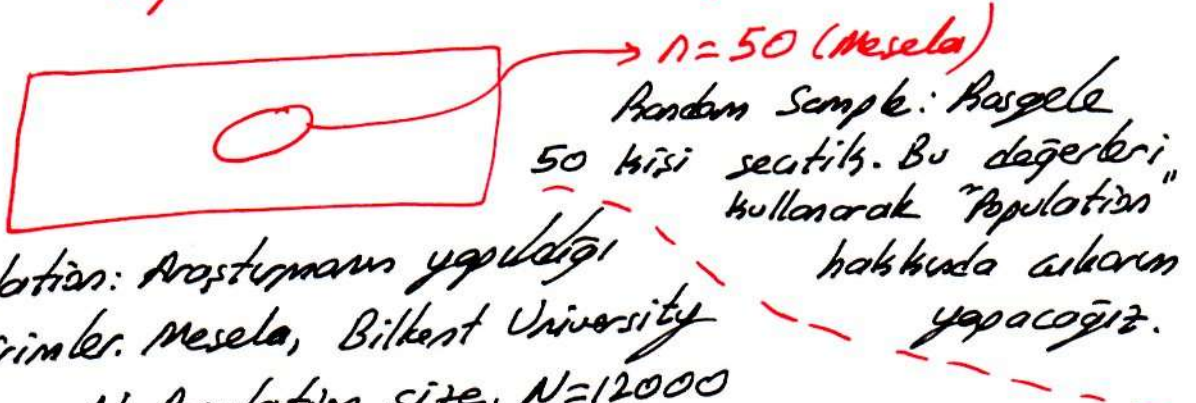 n=50 (Mesela)
Random Sample: Rasgele
50 kişi seçtik. Bu değerleri
kullanarak "Population"
hakkında çıkarım
yapacağız.
lation: Araştırmanın yapıldığı
rimler. Mesela, Bilkent University
N: Population size, N=12000